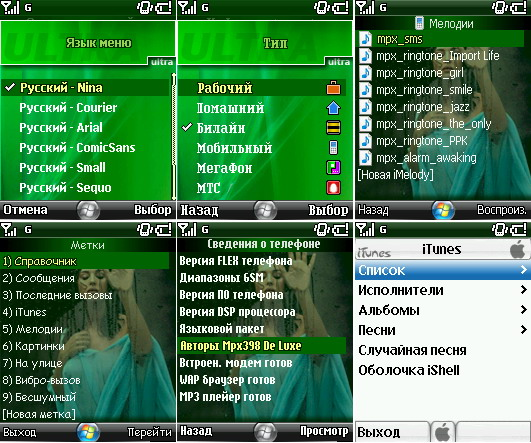 G
Язык меню
ultra
Русский - Nina
Русский - Courier
Русский - Arial
Русский - ComicSans
Русский - Small
Русский - Sequo
Отмена Выбор
G
Тип
ultra
Рабочий
Домашний
Билайн
Мобильный
МегаФон
МТС
Назад Выбор
G
Мелодии
mpx_sms
mpx_ringtone_Import Life
mpx_ringtone_girl
mpx_ringtone_smile
mpx_ringtone_jazz
mpx_ringtone_the_only
mpx_ringtone_PPK
mpx_alarm_awaking
[Новая iMelody]
Назад Воспроиз.
G
Метки
1) Справочник
2) Сообщения
3) Последние вызовы
4) iTunes
5) Мелодии
6) Картинки
7) На улице
8) Вибро-вызов
9) Бесшумный
[Новая метка]
Выход Перейти
G
Сведения о телефоне
Версия FLEX телефона
Диапазоны GSM
Версия ПО телефона
Версия DSP процессора
Языковой пакет
Авторы Mpx398 De Luxe
Встроен. модем готов
WAP браузер готов
MP3 плейер готов
Назад Просмотр
G
iTunes iTunes
Список
Исполнители
Альбомы
Песни
Случайная песня
Оболочка iShell
Выход